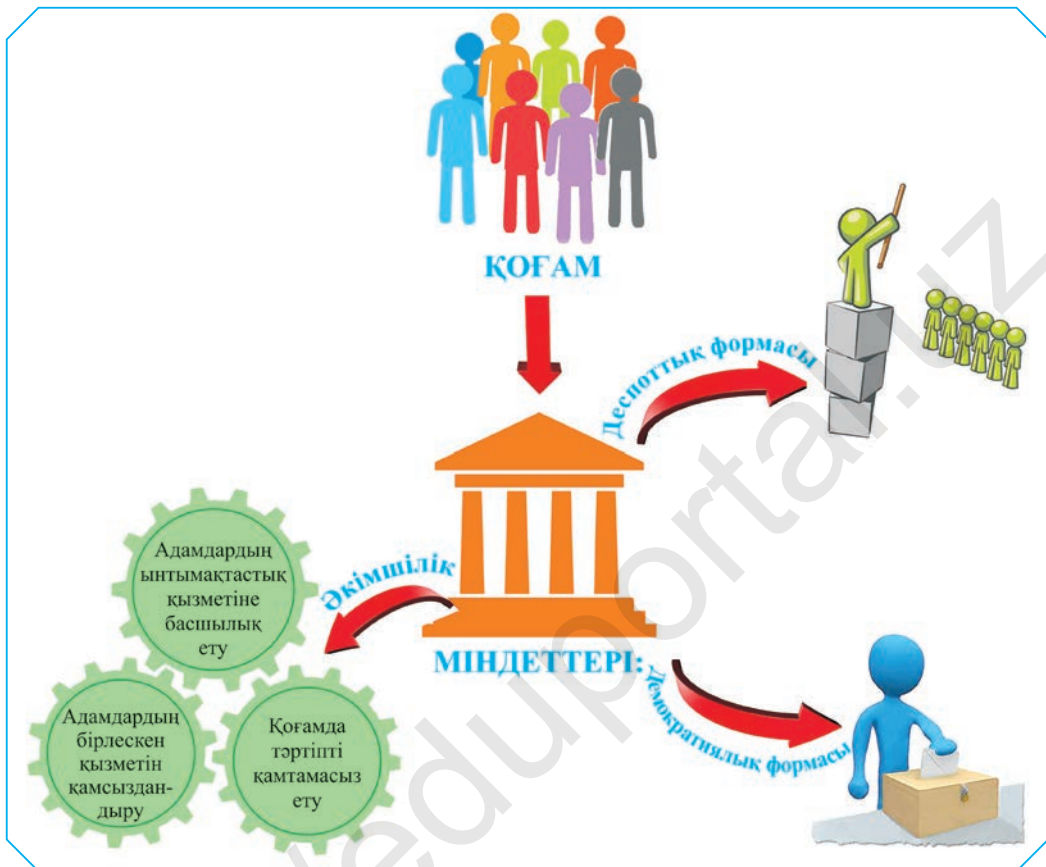 ҚОҒАМ
Деспоттық формасы
Әкімшілік
Адамдардың
ынтымақтастық
қызметіне
басшылық
ету
МІНДЕТТЕРІ:
Демократиялық формасы
Адамдардың
бірлескен
қызметін
қамсыздан-
дыру
Қоғамда
тәртіпті
қамтамасыз
ету
eduportal.uz